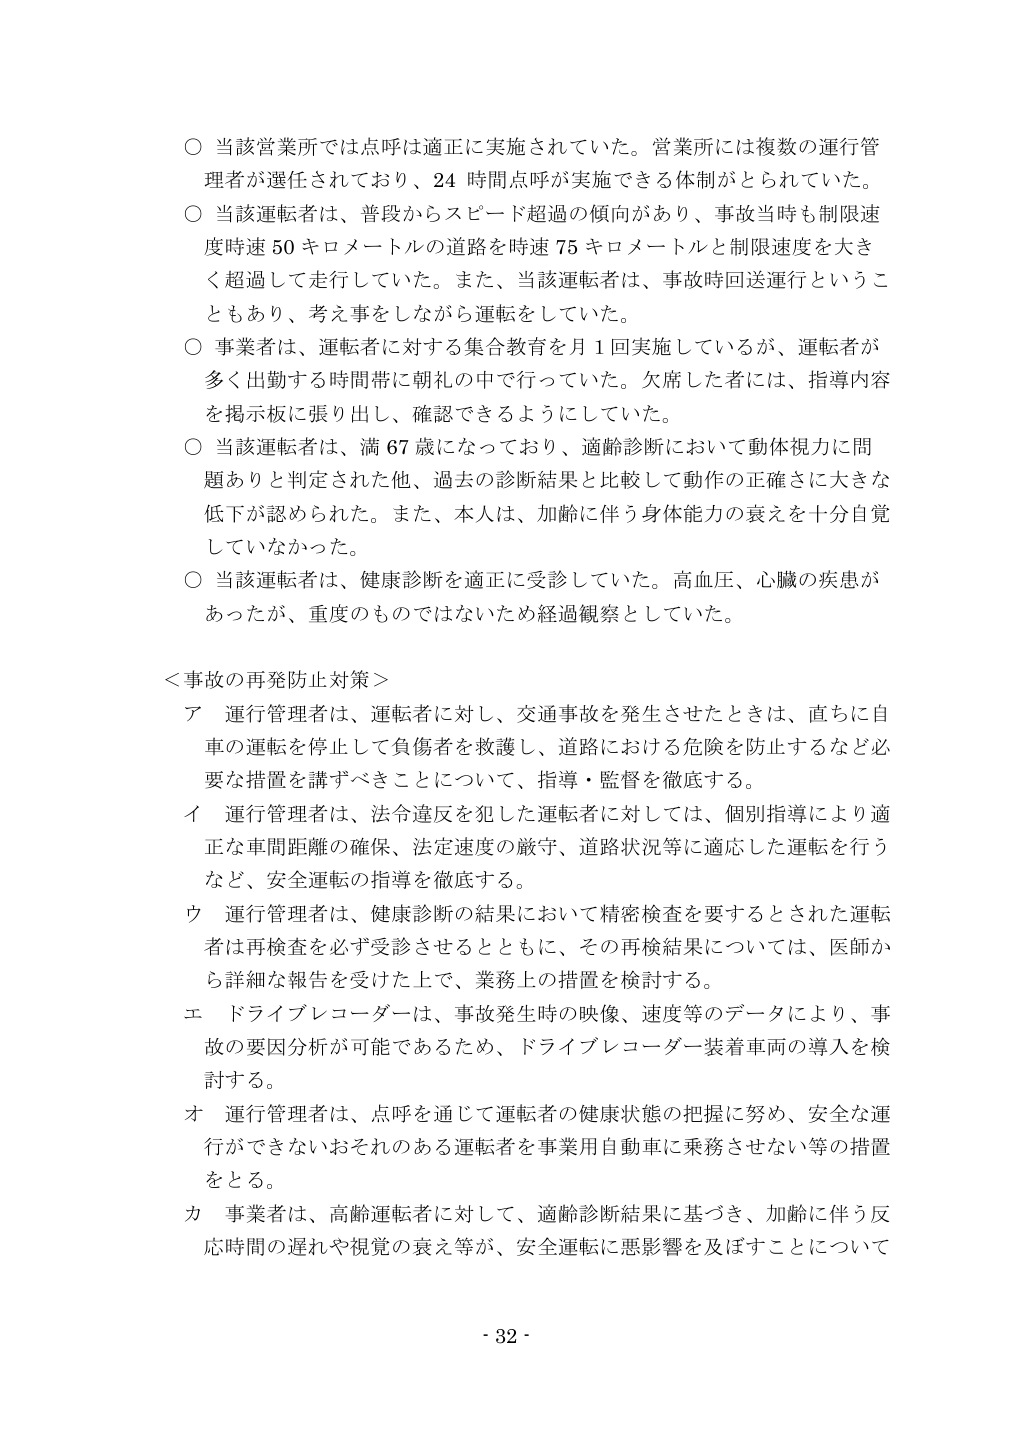 ○ 当該営業所では点呼は適正に実施されていた。営業所には複数の運行管
理者が選任されており、24 時間点呼が実施できる体制がとられていた。
○ 当該運転者は、普段からスピード超過の傾向があり、事故当時も制限速
度時速 50 キロメートルの道路を時速 75 キロメートルと制限速度を大き
く超過して走行していた。また、当該運転者は、事故時回送運行というこ
ともあり、考え事をしながら運転をしていた。
○ 事業者は、運転者に対する集合教育を月 1 回実施しているが、運転者が
多く出勤する時間帯に朝礼の中で行っていた。欠席した者には、指導内容
を掲示板に張り出し、確認できるようにしていた。
○ 当該運転者は、満 67 歳になっており、適齢診断において動体視力に問
題ありと判定された他、過去の診断結果と比較して動作の正確さに大きな
低下が認められた。また、本人は、加齢に伴う身体能力の衰えを十分自覚
していなかった。
○ 当該運転者は、健康診断を適正に受診していた。高血圧、心臓の疾患が
あったが、重度のものではないため経過観察としていた。
＜事故の再発防止対策＞
ア　運行管理者は、運転者に対し、交通事故を発生させたときは、直ちに自
車の運転を停止して負傷者を救護し、道路における危険を防止するなど必
要な措置を講ずべきことについて、指導・監督を徹底する。
イ　運行管理者は、法令違反を犯した運転者に対しては、個別指導により適
正な車間距離の確保、法定速度の厳守、道路状況等に適応した運転を行う
など、安全運転の指導を徹底する。
ウ　運行管理者は、健康診断の結果において精密検査を要するとされた運転
者は再検査を必ず受診させるとともに、その再検結果については、医師か
ら詳細な報告を受けた上で、業務上の措置を検討する。
エ　ドライブレコーダーは、事故発生時の映像、速度等のデータにより、事
故の要因分析が可能であるため、ドライブレコーダー装着車両の導入を検
討する。
オ　運行管理者は、点呼を通じて運転者の健康状態の把握に努め、安全な運
行ができないおそれのある運転者を事業用自動車に乗務させない等の措置
をとる。
カ　事業者は、高齢運転者に対して、適齢診断結果に基づき、加齢に伴う反
応時間の遅れや視覚の衰え等が、安全運転に悪影響を及ぼすことについて
- 32 -